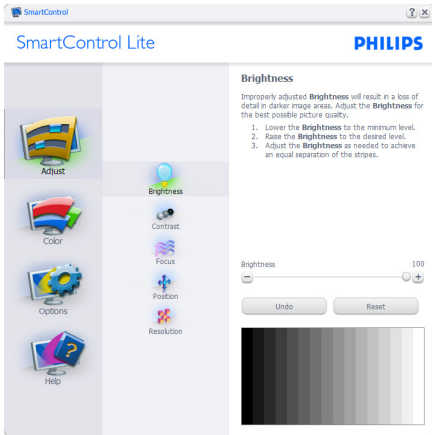 SmartControl
? ×
SmartControl Lite
PHILIPS
Adjust
Color
Options
Help
Brightness
Contrast
Focus
Position
Resolution
Brightness
Improperly adjusted Brightness will result in a loss of
detail in darker image areas. Adjust the Brightness for
the best possible picture quality.
1. Lower the Brightness to the minimum level.
2. Raise the Brightness to the desired level.
3. Adjust the Brightness as needed to achieve
an equal separation of the stripes.
Brightness 100
Undo Reset